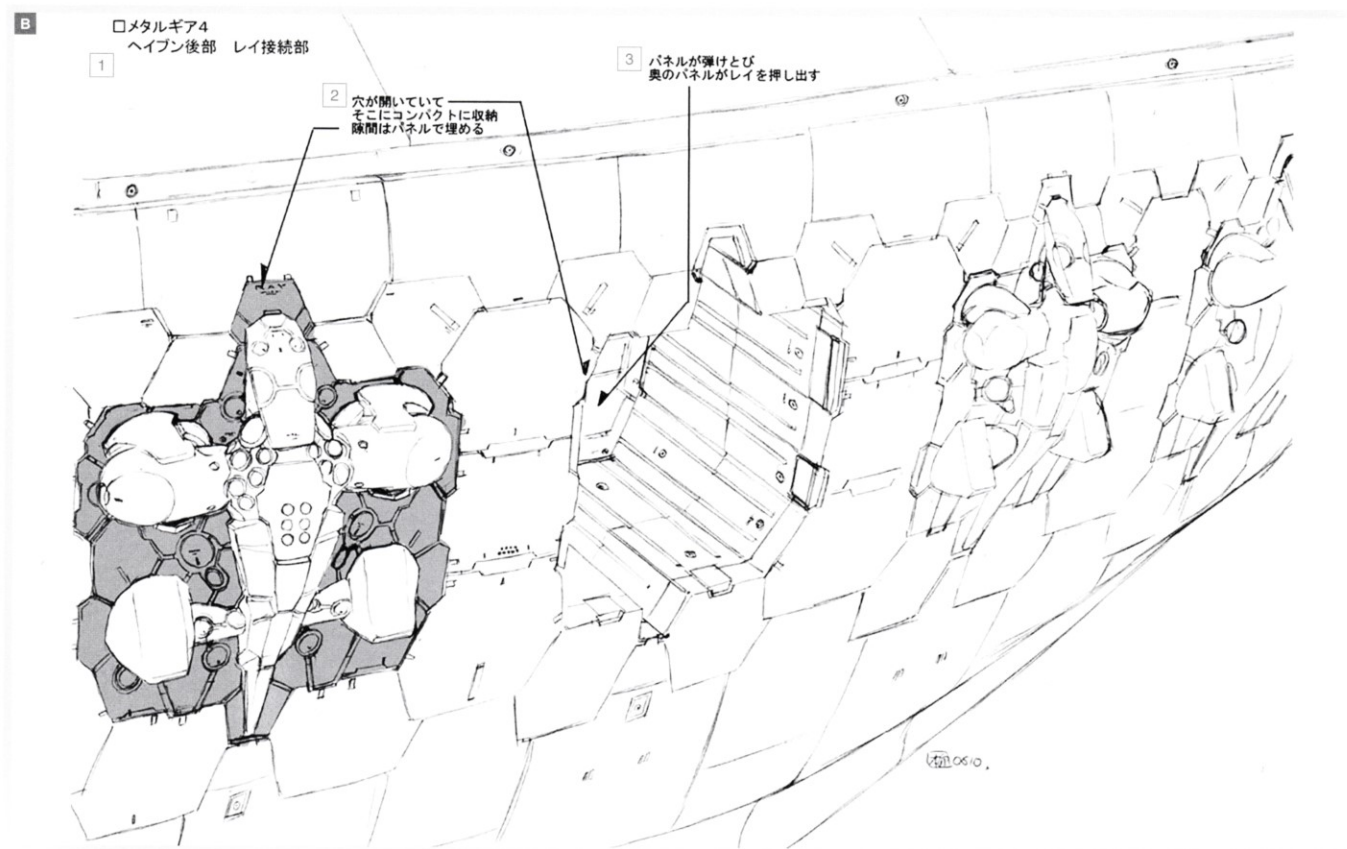 B
□メタルギア4
ヘイブン後部 レイ接続部
1
2
穴が開いていて
そこにコンパクトに収納
隙間はパネルで埋める
3
パネルが弾けとび
奥のパネルがレイを押し出す
RAY